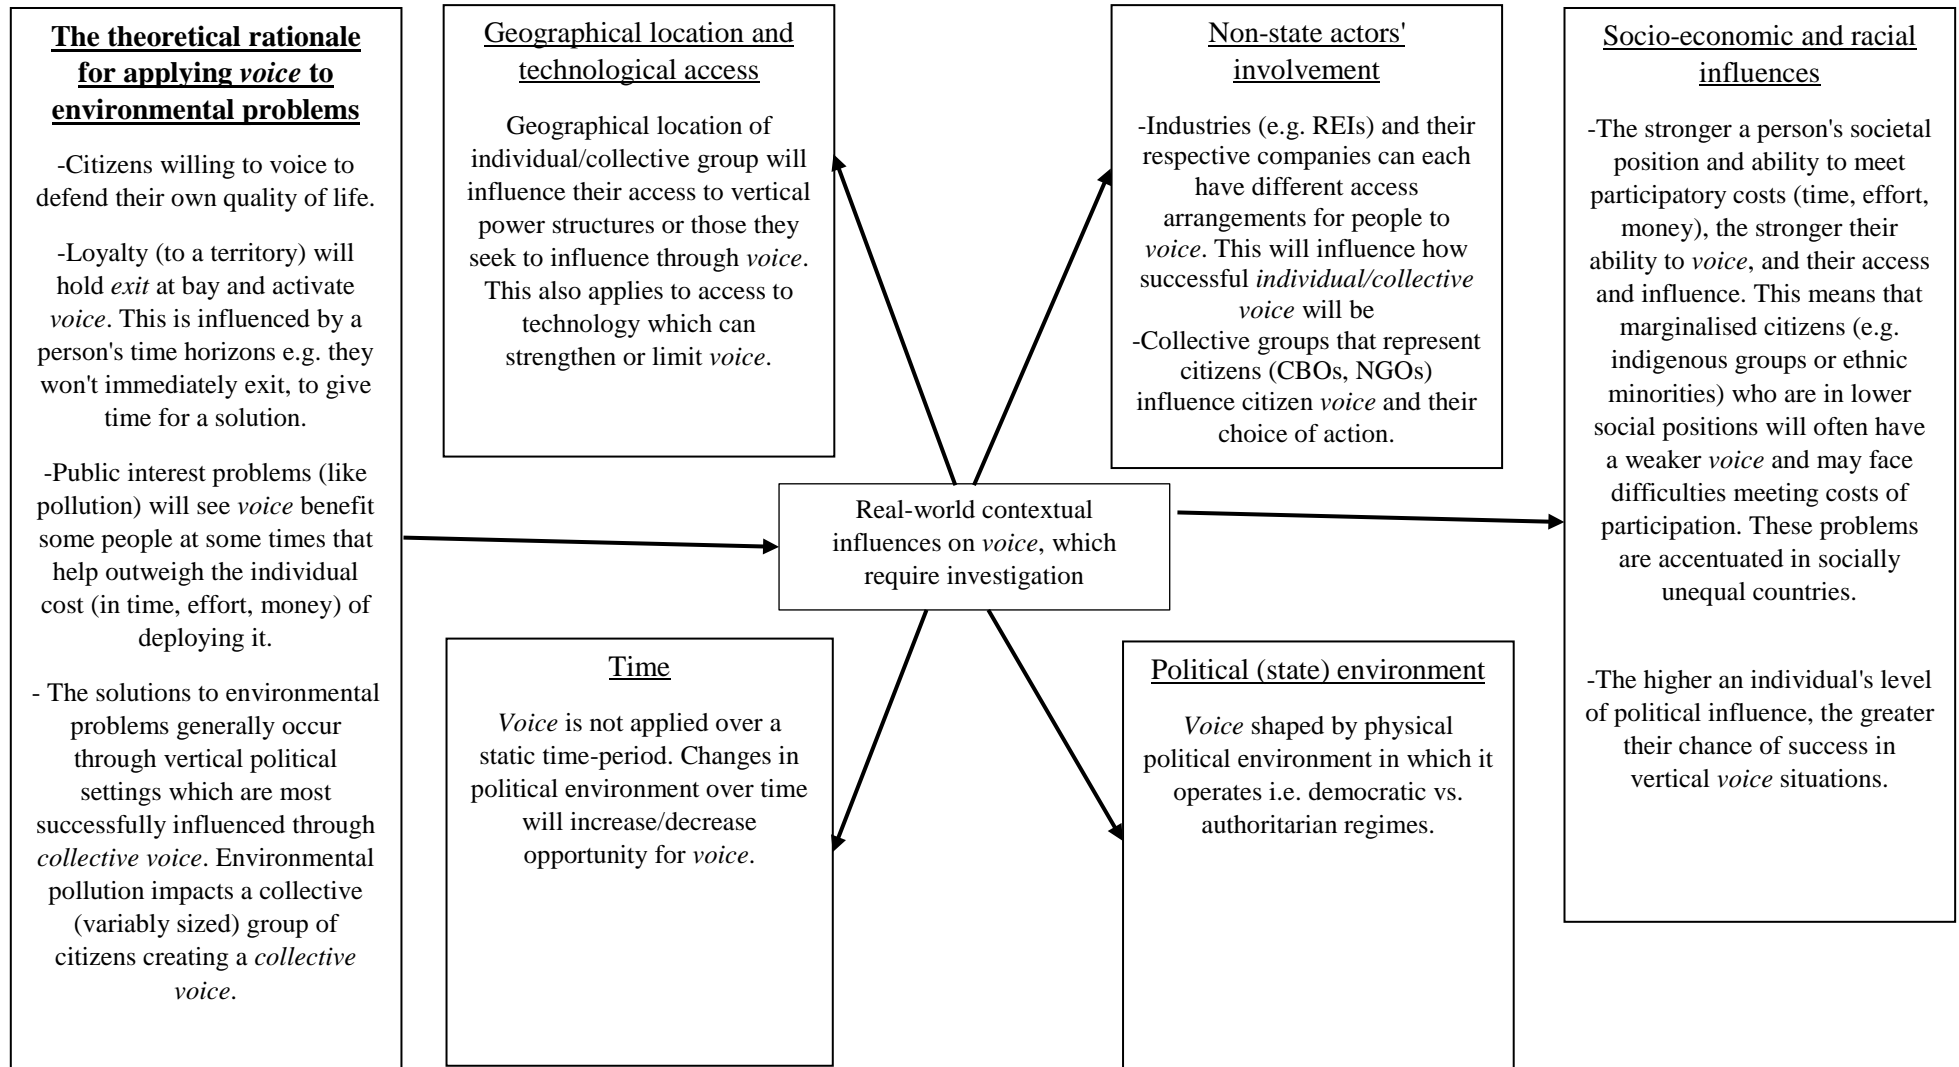 The theoretical rationale
for applying voice to
environmental problems
-Citizens willing to voice to
defend their own quality of life.
-Loyalty (to a territory) will
hold exit at bay and activate
voice. This is influenced by a
person's time horizons e.g. they
won't immediately exit, to give
time for a solution.
-Public interest problems (like
pollution) will see voice benefit
some people at some times that
help outweigh the individual
cost (in time, effort, money) of
deploying it.
- The solutions to environmental
problems generally occur
through vertical political
settings which are most
successfully influenced through
collective voice. Environmental
pollution impacts a collective
(variably sized) group of
citizens creating a collective
voice.
Geographical location and
technological access
Geographical location of
individual/collective group will
influence their access to vertical
power structures or those they
seek to influence through voice.
This also applies to access to
technology which can
strengthen or limit voice.
Non-state actors'
involvement
-Industries (e.g. REIs) and their
respective companies can each
have different access
arrangements for people to
voice. This will influence how
successful individual/collective
voice will be
-Collective groups that represent
citizens (CBOs, NGOs)
influence citizen voice and their
choice of action.
Socio-economic and racial
influences
-The stronger a person's societal
position and ability to meet
participatory costs (time, effort,
money), the stronger their
ability to voice, and their access
and influence. This means that
marginalised citizens (e.g.
indigenous groups or ethnic
minorities) who are in lower
social positions will often have
a weaker voice and may face
difficulties meeting costs of
participation. These problems
are accentuated in socially
unequal countries.
-The higher an individual's level
of political influence, the greater
their chance of success in
vertical voice situations.
Real-world contextual
influences on voice, which
require investigation
Time
Voice is not applied over a
static time-period. Changes in
political environment over time
will increase/decrease
opportunity for voice.
Political (state) environment
Voice shaped by physical
political environment in which it
operates i.e. democratic vs.
authoritarian regimes.